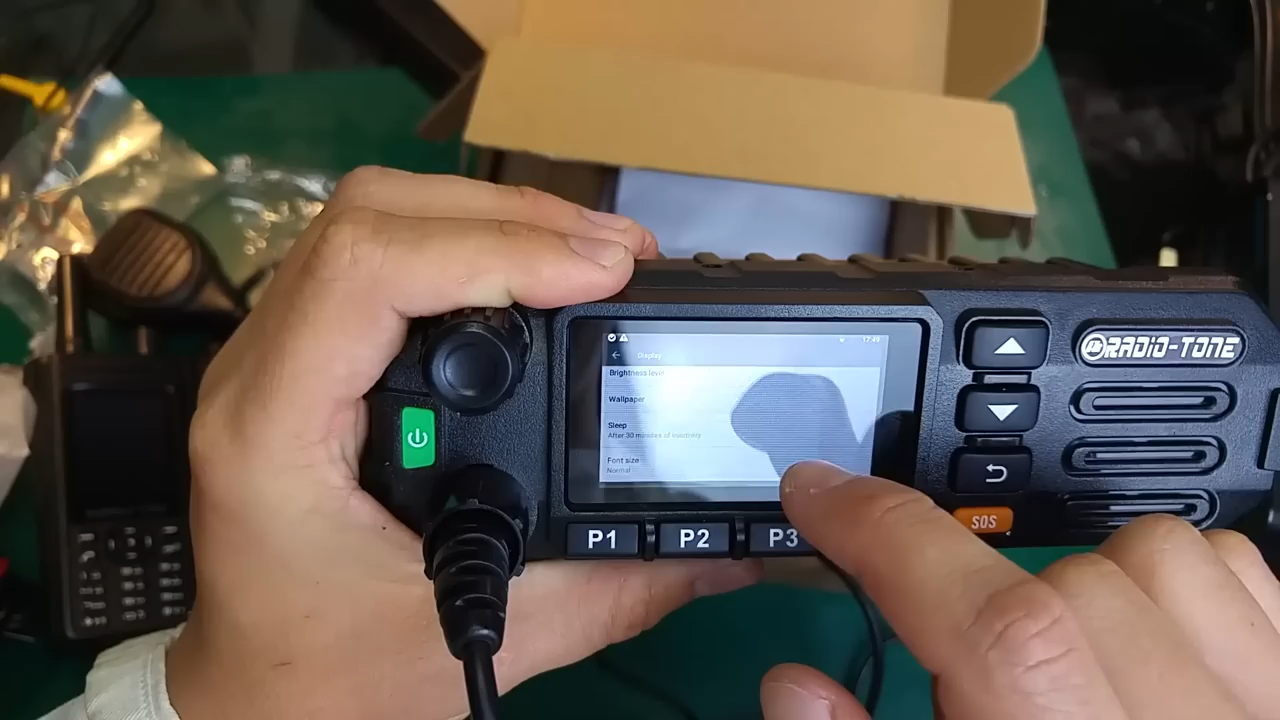 17:49
Display
Brightness level
Wallpaper
Sleep
After 30 minutes of inactivity
Font size
Normal
RADIO-TONE
P1
P2
P3
SOS